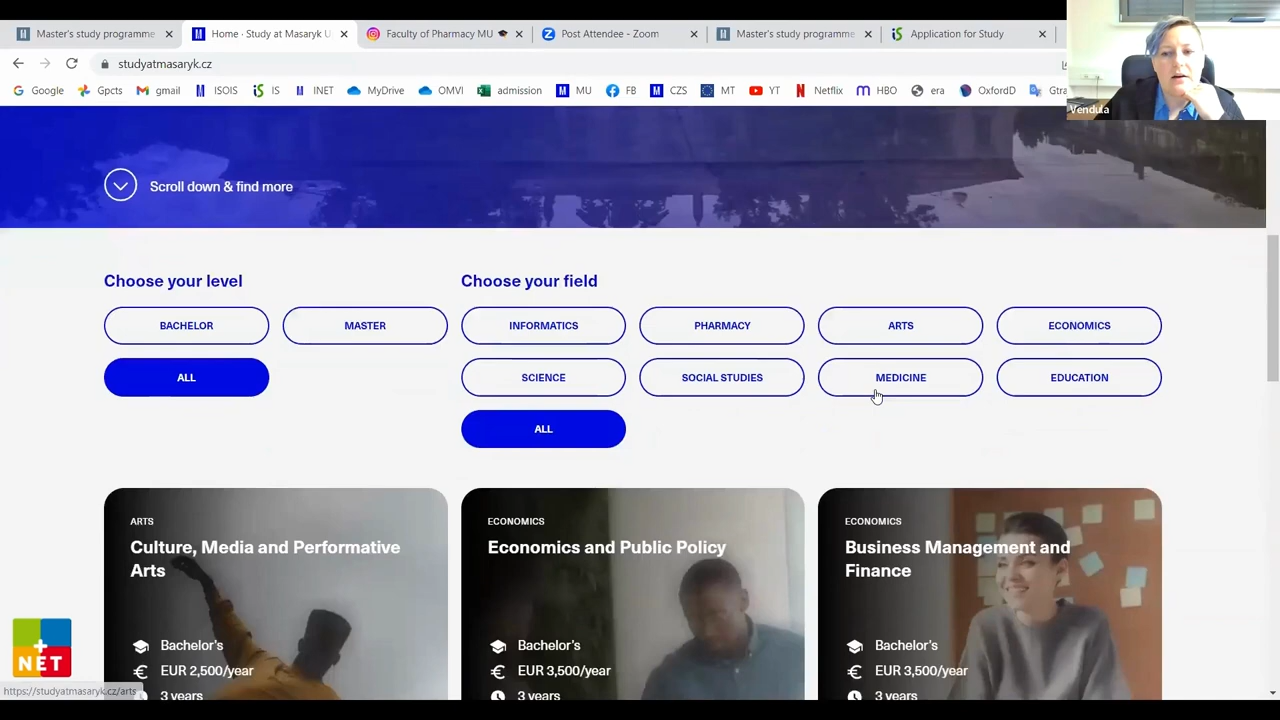 Master's study programme
Home · Study at Masaryk U
Faculty of Pharmacy MU
Post Attendee - Zoom
Master's study programme
Application for Study
studyatmasaryk.cz
Google
Gpcts
gmail
ISOIS
IS
INET
MyDrive
OMVI
admission
MU
FB
CZS
MT
YT
Netflix
HBO
era
OxfordD
Gtra
Vendula
Scroll down & find more
Choose your level
Choose your field
BACHELOR
MASTER
INFORMATICS
PHARMACY
ARTS
ECONOMICS
ALL
SCIENCE
SOCIAL STUDIES
MEDICINE
EDUCATION
ALL
ARTS
Culture, Media and Performative
Arts
Bachelor's
EUR 2,500/year
3 years
ECONOMICS
Economics and Public Policy
Bachelor's
EUR 3,500/year
3 years
ECONOMICS
Business Management and
Finance
Bachelor's
EUR 3,500/year
3 years
+
NET
https://studyatmasaryk.cz/arts